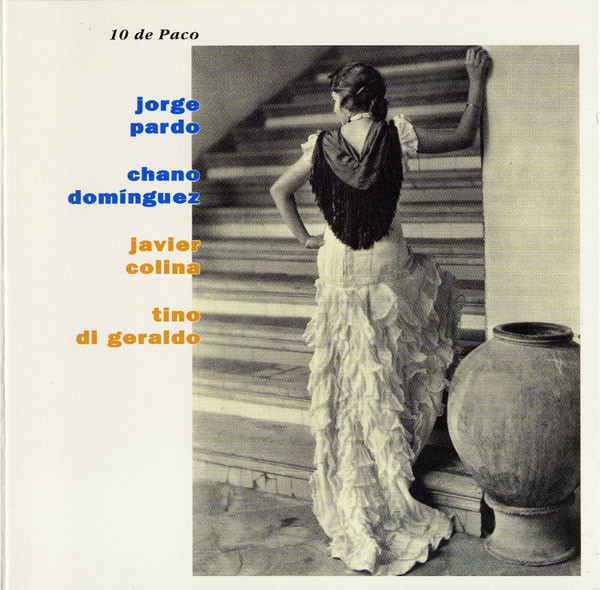 10 de Paco
jorge
pardo
chano
domínguez
javier
colina
tino
di geraldo